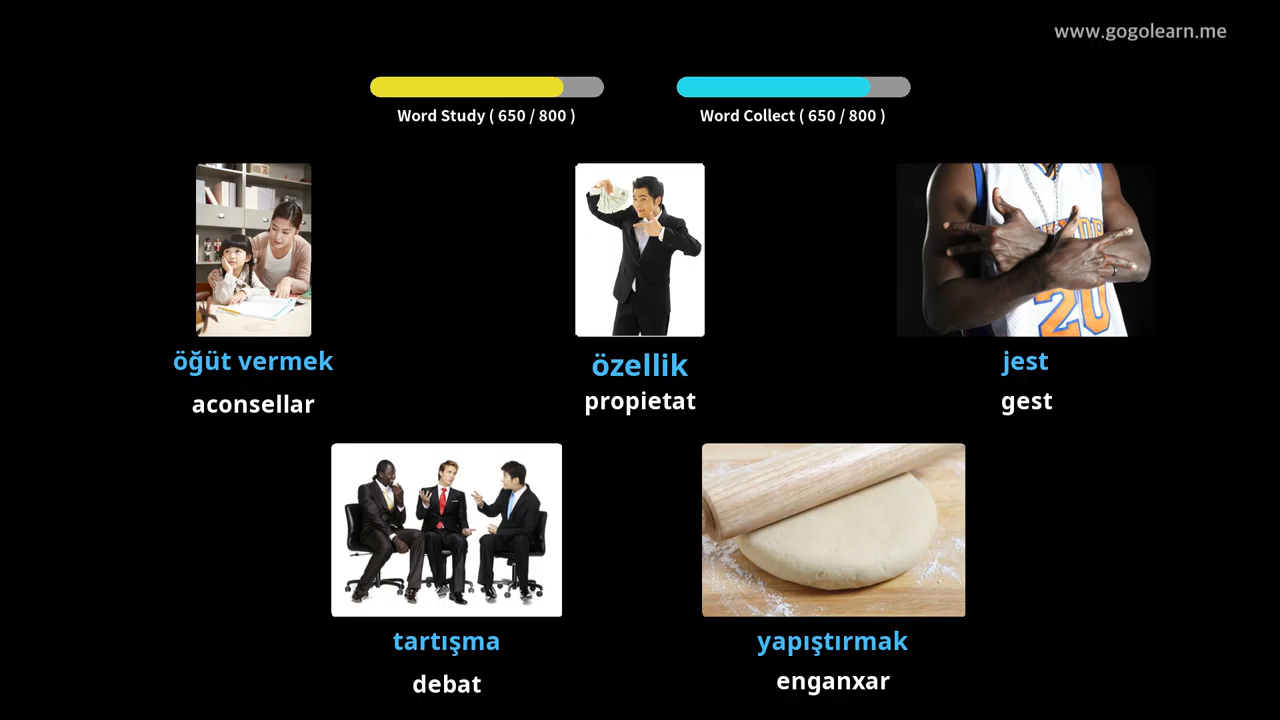 www.gogolearn.me
Word Study ( 650 / 800 )
Word Collect ( 650 / 800 )
öğüt vermek
aconsellar
özellik
propietat
jest
gest
20
tartışma
debat
yapıştırmak
enganxar